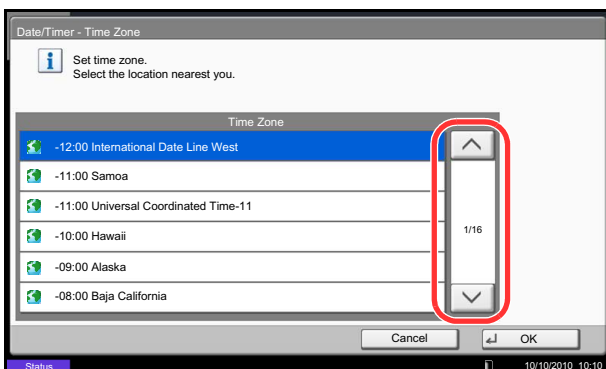 Date/Timer - Time Zone
Set time zone.
Select the location nearest you.
Time Zone
-12:00 International Date Line West
-11:00 Samoa
-11:00 Universal Coordinated Time-11
-10:00 Hawaii
1/16
-09:00 Alaska
-08:00 Baja California
Cancel
OK
Status
10/10/2010 10:10